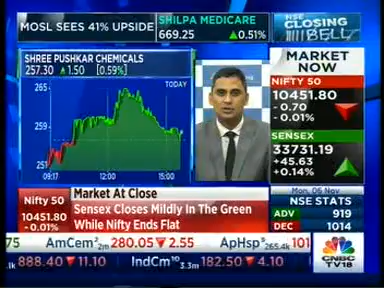 MOSL SEES 41% UPSIDE
SHILPA MEDICARE
669.25 ▲0.51%
NSE
CLOSING
BELL
SHREE PUSHKAR CHEMICALS
257.30 ▲1.50 [0.59%]
TODAY
265
259
251
09:17 12:00 15:00
MARKET
NOW
NIFTY 50
10451.80
- 0.70
- 0.01%
SENSEX
33731.19
+45.63
+0.14%
Nifty 50
10451.80
- 0.01%
Market At Close
Sensex Closes Mildly In The Green
While Nifty Ends Flat
Mon, 06 Nov
NSE STATS
ADV 919
DEC 1014
1.75 AmCem 2m 280.05▼2.55 ApHsp 265.4k 101
.1k 888.40▼11.10 IndCm 3.3m 182.50▼4.10
CNBC
TV18